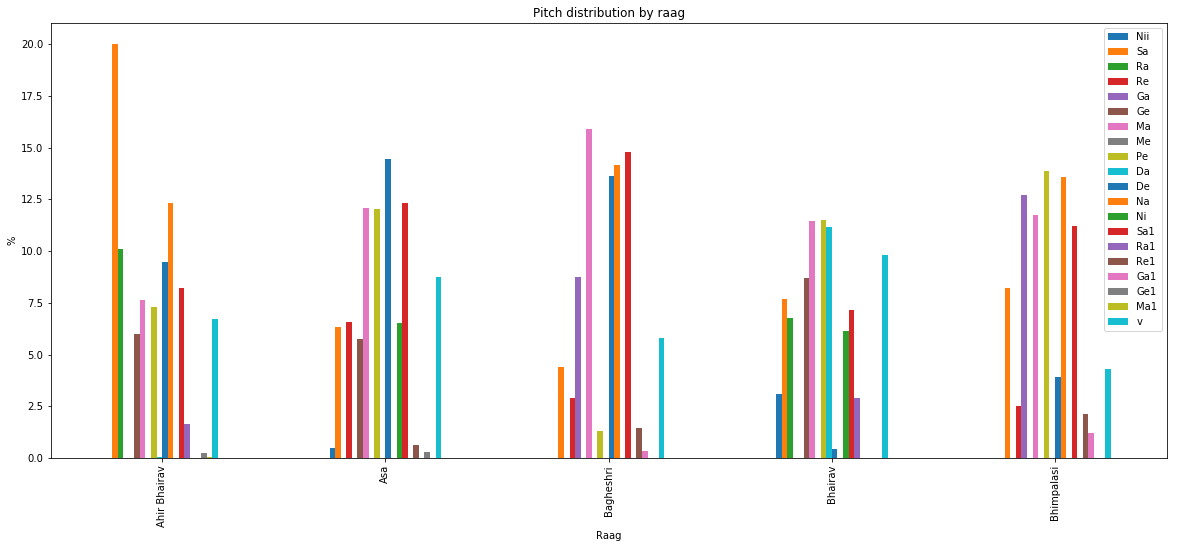 Pitch distribution by raag
%
20.0
17.5
15.0
12.5
10.0
7.5
5.0
2.5
0.0
Nii
Sa
Ra
Re
Ga
Ge
Ma
Me
Pe
Da
De
Na
Ni
Sa1
Ra1
Re1
Ga1
Ge1
Ma1
v
Ahir Bhairav
Asa
Bagheshri
Bhairav
Bhimpalasi
Raag